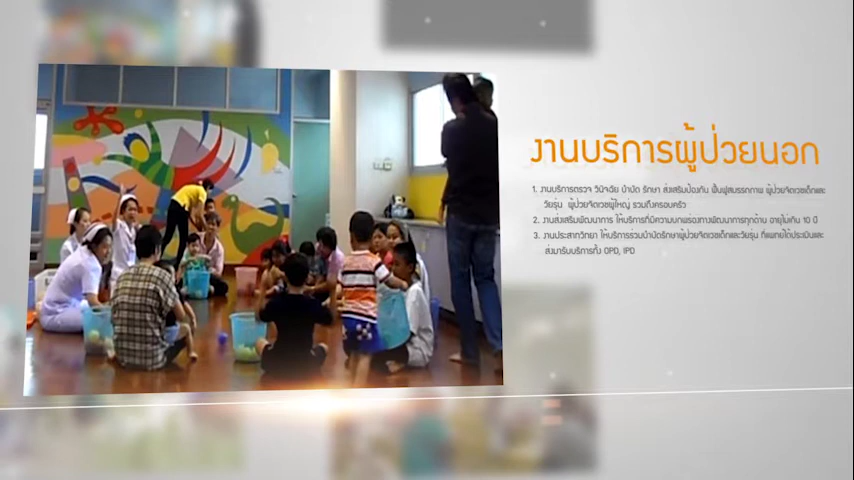 งานบริการผู้ป่วยนอก
1. งานบริการตรวจ วินิจฉัย บำบัด รักษา ส่งเสริมป้องกัน ฟื้นฟูสมรรถภาพ ผู้ป่วยจิตเวชเด็กและ
วัยรุ่น ผู้ป่วยจิตเวชผู้ใหญ่ รวมถึงครอบครัว
2. งานส่งเสริมพัฒนาการ ให้บริการที่มีความบกพร่องทางพัฒนาการทุกด้าน อายุไม่เกิน 10 ปี
3. งานประสาทวิทยา ให้บริการร่วมบำบัดรักษาผู้ป่วยจิตเวชเด็กและวัยรุ่น ที่แพทย์ได้ประเมินและ
ส่งมารับบริการทั้ง OPD, IPD